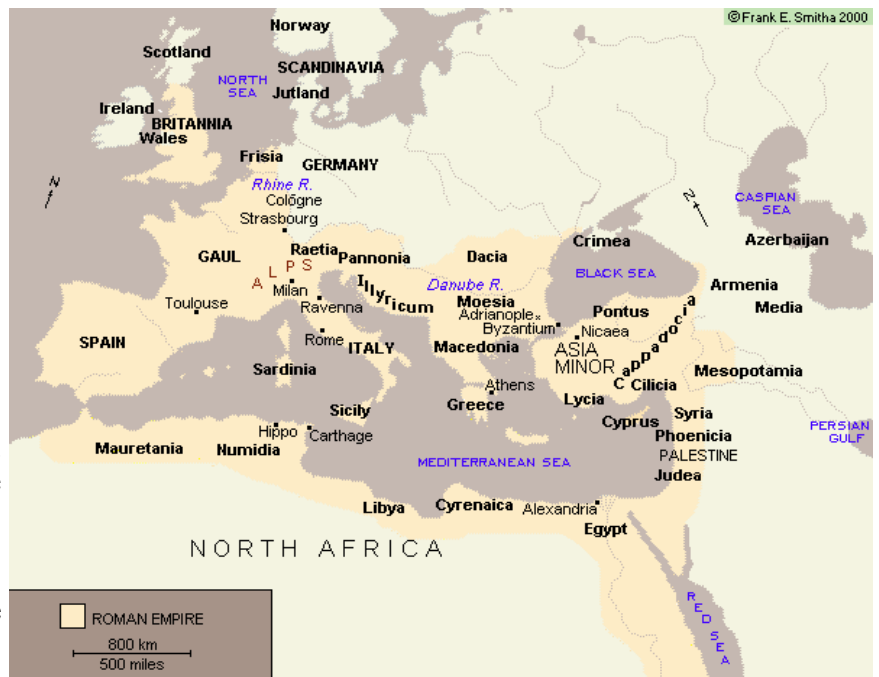 ©Frank E. Smitha 2000
Norway
Scotland
SCANDINAVIA
NORTH
SEA
Jutland
Ireland
BRITANNIA
Wales
Frisia
GERMANY
N
Rhine R.
Cologne
Strasbourg
N
CASPIAN
SEA
Azerbaijan
Crimea
GAUL
Raetia
Pannonia
Dacia
ALPS
BLACK SEA
Armenia
Milan
Illyricum
Danube R.
Moesia
Media
Toulouse
Ravenna
Adrianople
Pontus
Byzantium
Nicaea
Rome
ITALY
Macedonia
ASIA
MINOR
Cappadocia
SPAIN
Sardinia
Mesopotamia
Athens
Cilicia
Lycia
Sicily
Greece
Syria
Cyprus
PERSIAN
GULF
Hippo
Carthage
Phoenicia
Mauretania
Numidia
PALESTINE
MEDITERRANEAN SEA
Judea
Libya
Cyrenaica
Alexandria
Egypt
NORTH AFRICA
RED SEA
ROMAN EMPIRE
800 km
500 miles